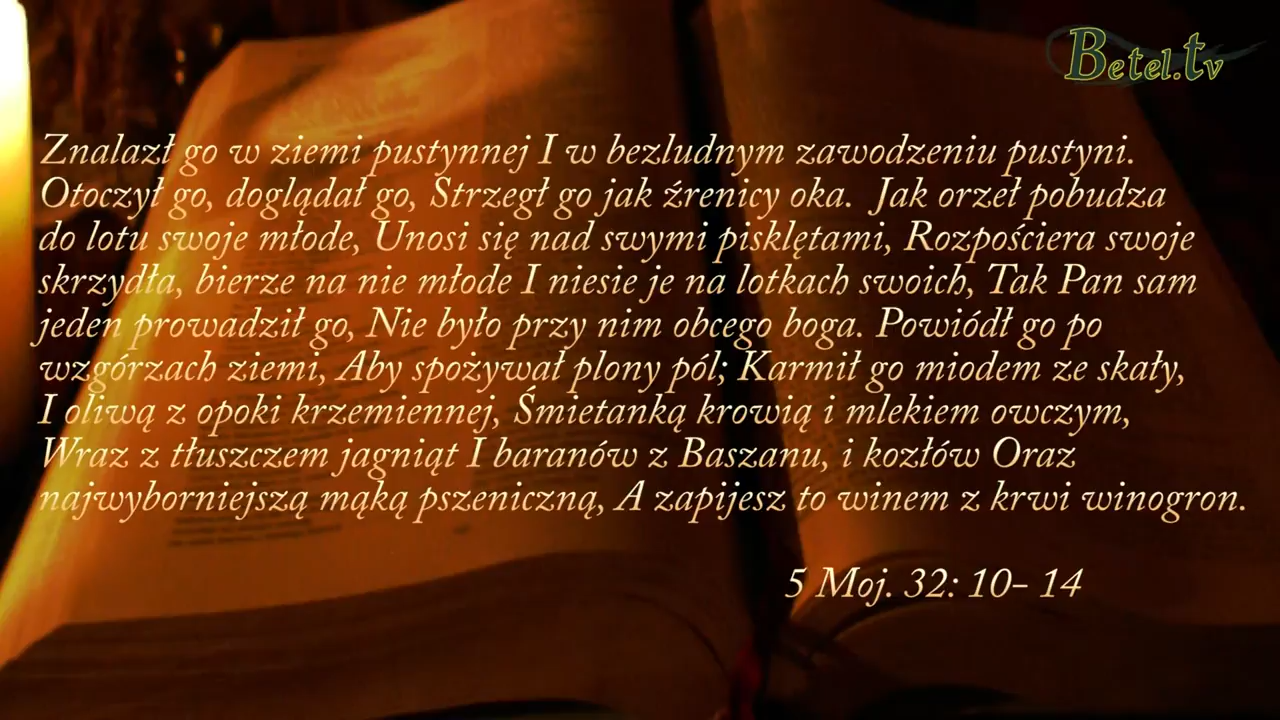 Betel.tv
Znalazł go w ziemi pustynnej I w bezludnym zawodzeniu pustyni.
Otoczył go, doglądał go, Strzegł go jak źrenicy oka. Jak orzeł pobudza
do lotu swoje młode, Unosi się nad swymi pisklętami, Rozpościera swoje
skrzydła, bierze na nie młode I niesie je na lotkach swoich, Tak Pan sam
jeden prowadził go, Nie było przy nim obcego boga. Powiódł go po
wzgórzach ziemi, Aby spożywał plony pól; Karmił go miodem ze skały,
I oliwą z opoki krzemiennej, Śmietanką krowią i mlekiem owczym,
Wraz z tłuszczem jagniąt I baranów z Baszanu, i kozłów Oraz
najwyborniejszą mąką pszeniczną, A zapijesz to winem z krwi winogron.
5 Moj. 32: 10- 14